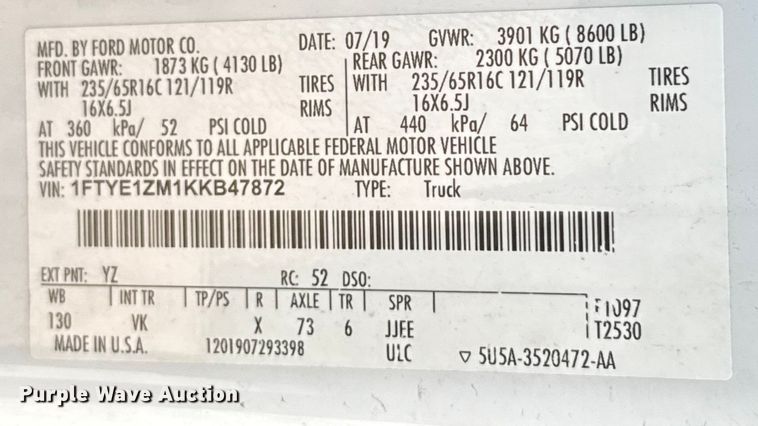 MFD. BY FORD MOTOR CO. DATE: 07/19 GVWR: 3901 KG ( 8600 LB)
FRONT GAWR: 1873 KG ( 4130 LB) REAR GAWR: 2300 KG ( 5070 LB)
WITH 235/65R16C 121/119R TIRES WITH 235/65R16C 121/119R TIRES
16X6.5J RIMS 16X6.5J RIMS
AT 360 kPa/ 52 PSI COLD AT 440 kPa/ 64 PSI COLD
THIS VEHICLE CONFORMS TO ALL APPLICABLE FEDERAL MOTOR VEHICLE
SAFETY STANDARDS IN EFFECT ON THE DATE OF MANUFACTURE SHOWN ABOVE.
VIN: 1FTYE1ZM1KKB47872 TYPE: Truck
EXT PNT: YZ RC: 52 DSO:
WB INT TR TP/PS R AXLE TR SPR F1097
130 VK X 73 6 JJEE T2530
MADE IN U.S.A. 1201907293398 ULC 5U5A-3520472-AA
Purple Wave Auction